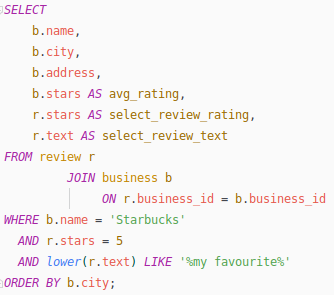 SELECT
    b.name,
    b.city,
    b.address,
    b.stars AS avg_rating,
    r.stars AS select_review_rating,
    r.text AS select_review_text
FROM review r
         JOIN business b
              ON r.business_id = b.business_id
WHERE b.name = 'Starbucks'
  AND r.stars = 5
  AND lower(r.text) LIKE '%my favourite%'
ORDER BY b.city;